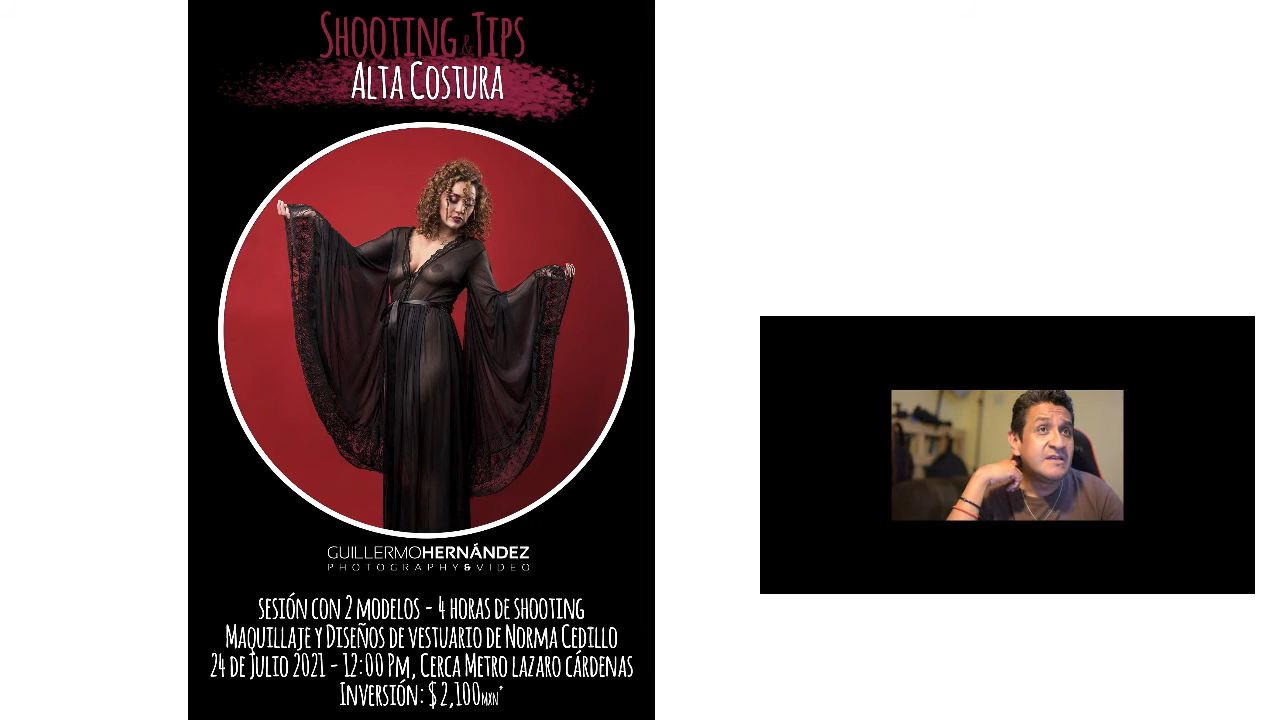 SHOOTING & TIPS
ALTA COSTURA
GUILLERMOHERNÁNDEZ
PHOTOGRAPHY&VIDEO
SESIÓN CON 2 MODELOS - 4 HORAS DE SHOOTING
MAQUILLAJE Y DISEÑOS DE VESTUARIO DE NORMA CEDILLO
24 DE JULIO 2021 - 12:00 PM, CERCA METRO LAZARO CÁRDENAS
INVERSIÓN: $ 2,100MXN*